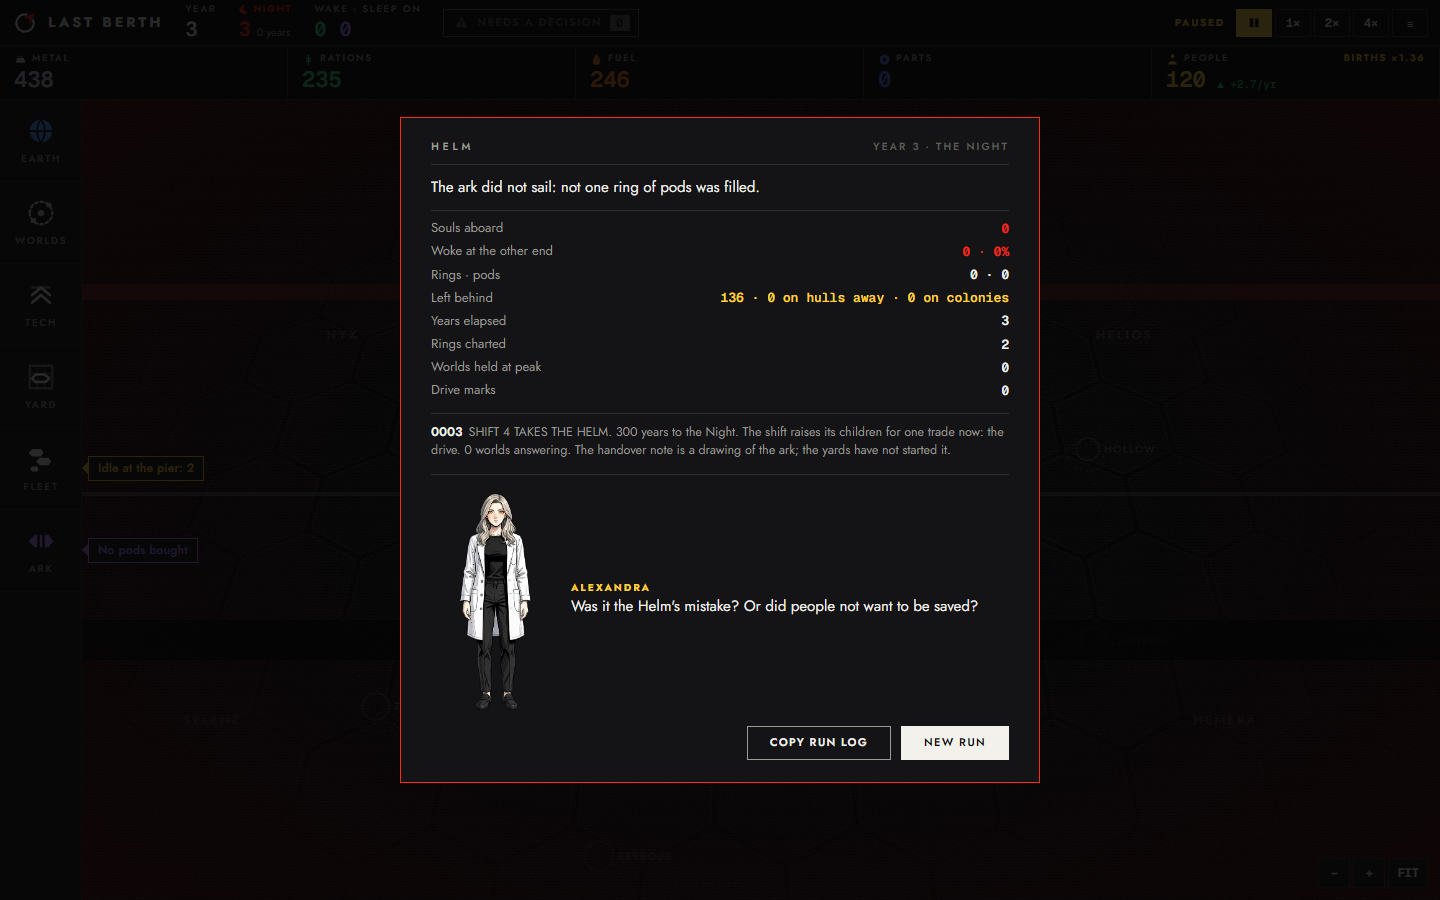 LAST BERTH
YEAR
3
NIGHT
3 0 years
WAKE · SLEEP ON
0 0
NEEDS A DECISION 0
PAUSED
1×
2×
4×
METAL
438
RATIONS
235
FUEL
246
PARTS
0
PEOPLE
120 ▲ +2.7/yr
BIRTHS ×1.36
EARTH
WORLDS
TECH
YARD
FLEET
ARK
Idle at the pier: 2
No pods bought
NYX
HELIOS
HOLLOW
SELENE
HEMERA
HELM
YEAR 3 · THE NIGHT
The ark did not sail: not one ring of pods was filled.
Souls aboard 0
Woke at the other end 0 · 0%
Rings · pods 0 · 0
Left behind 136 · 0 on hulls away · 0 on colonies
Years elapsed 3
Rings charted 2
Worlds held at peak 0
Drive marks 0
0003 SHIFT 4 TAKES THE HELM. 300 years to the Night. The shift raises its children for one trade now: the
drive. 0 worlds answering. The handover note is a drawing of the ark; the yards have not started it.
ALEXANDRA
Was it the Helm's mistake? Or did people not want to be saved?
COPY RUN LOG
NEW RUN
-
+
FIT